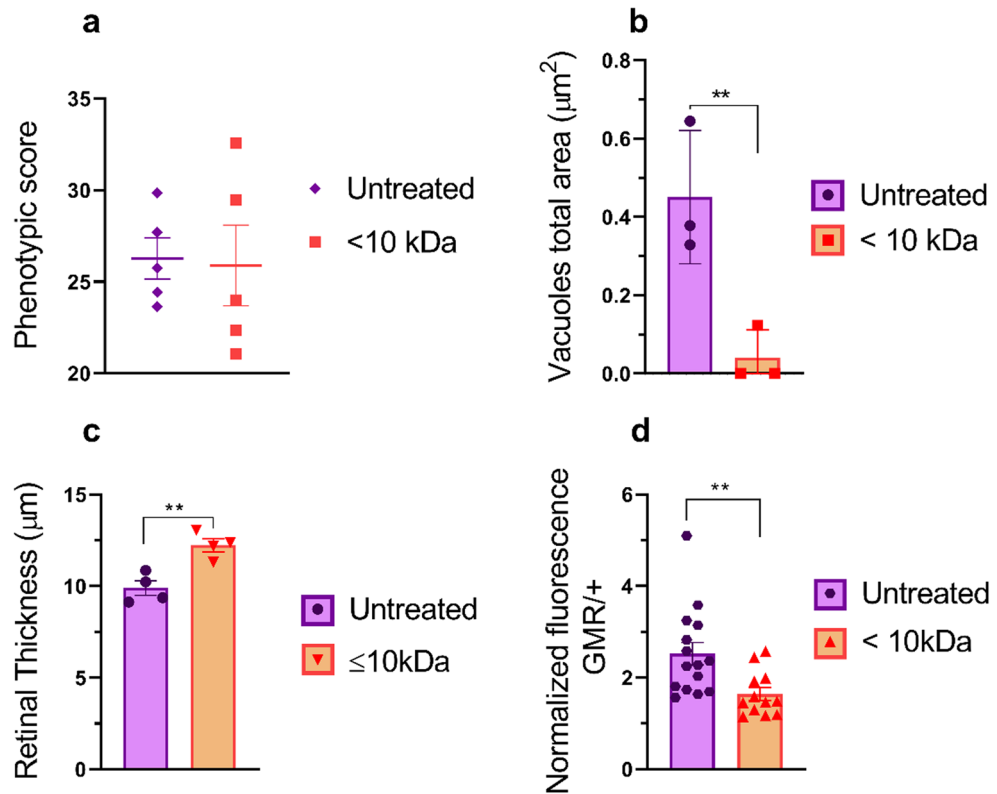 a
Phenotypic score
35
30
25
20
Untreated
<10 kDa
b
Vacuoles total area (μm²)
0.8
0.6
0.4
0.2
0.0
**
Untreated
< 10 kDa
c
Retinal Thickness (μm)
15
10
5
0
**
Untreated
≤10kDa
d
Normalized fluorescence
GMR/+
6
4
2
0
**
Untreated
< 10 kDa